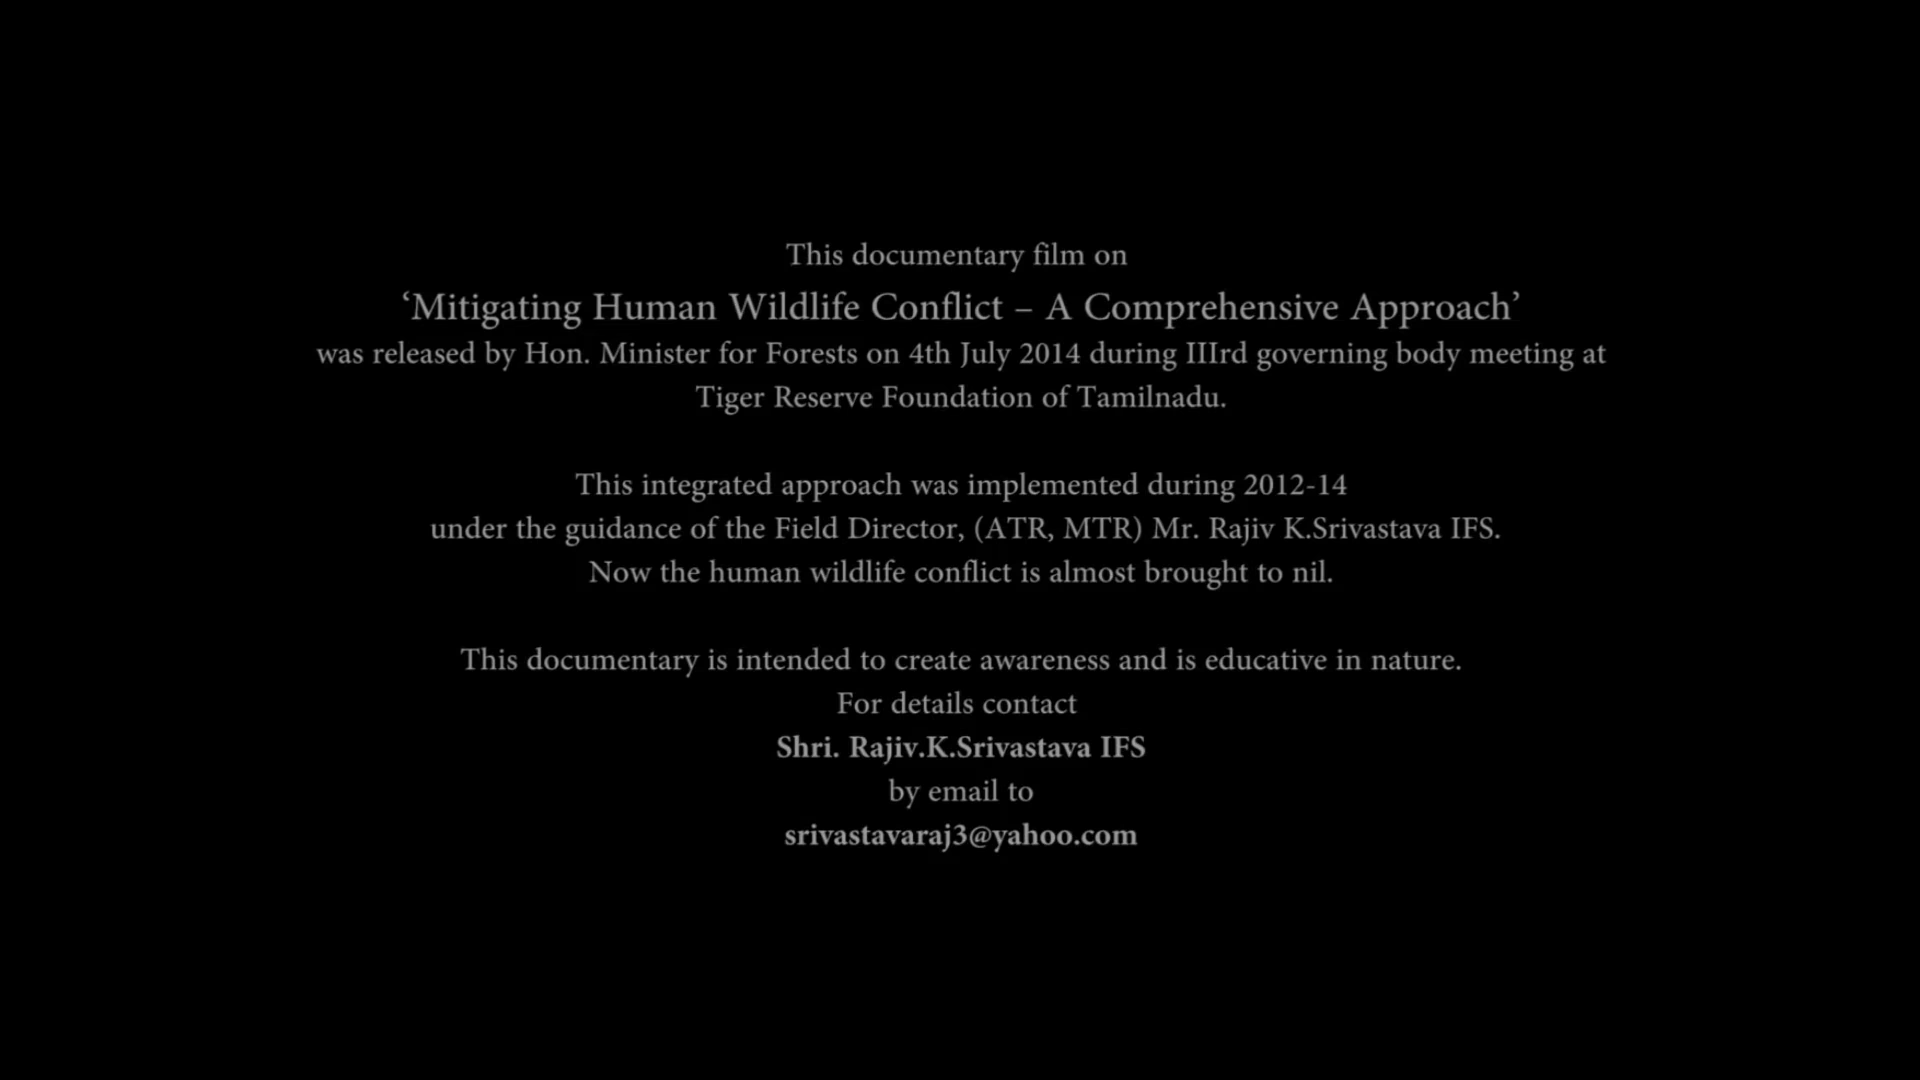 This documentary film on
‘Mitigating Human Wildlife Conflict – A Comprehensive Approach’
was released by Hon. Minister for Forests on 4th July 2014 during IIIrd governing body meeting at
Tiger Reserve Foundation of Tamilnadu.
This integrated approach was implemented during 2012-14
under the guidance of the Field Director, (ATR, MTR) Mr. Rajiv K.Srivastava IFS.
Now the human wildlife conflict is almost brought to nil.
This documentary is intended to create awareness and is educative in nature.
For details contact
Shri. Rajiv.K.Srivastava IFS
by email to
srivastavaraj3@yahoo.com